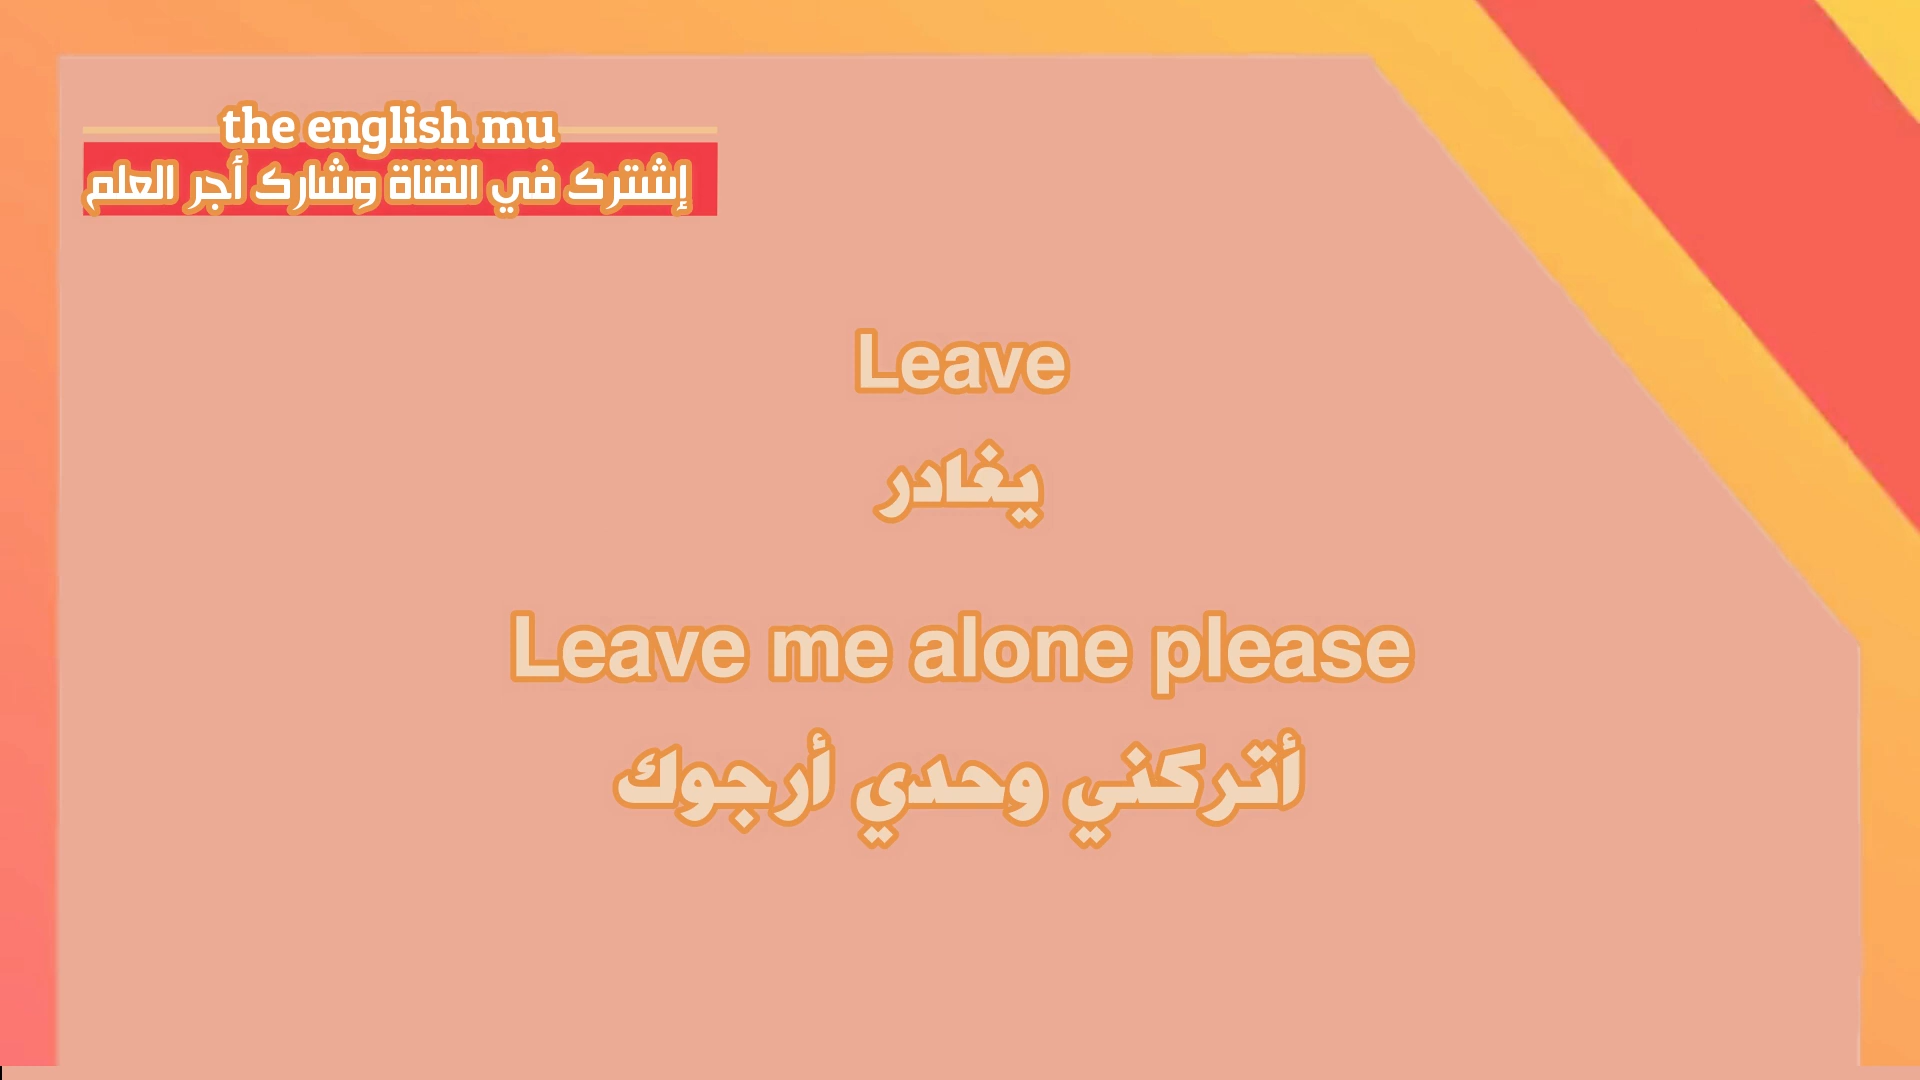 the english mu
إشترك في القناة وشارك أجر العلم
Leave
يغادر
Leave me alone please
أتركني وحدي أرجوك